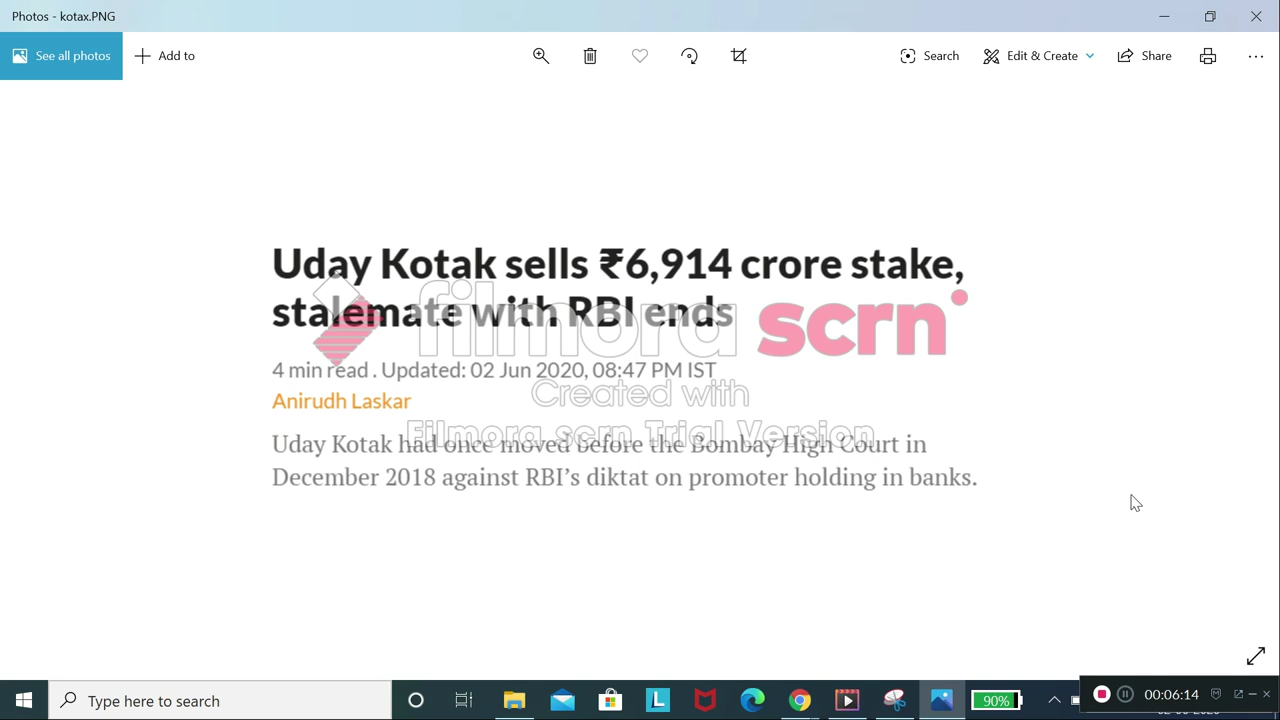 Photos - kotax.PNG
See all photos
Add to
Search
Edit & Create
Share
Uday Kotak sells ₹6,914 crore stake,
stalemate with RBI ends
filmora scrn
4 min read . Updated: 02 Jun 2020, 08:47 PM IST
Created with
Anirudh Laskar
Filmora scrn Trial Version
Uday Kotak had once moved before the Bombay High Court in
December 2018 against RBI’s diktat on promoter holding in banks.
Type here to search
L
90%
00:06:14